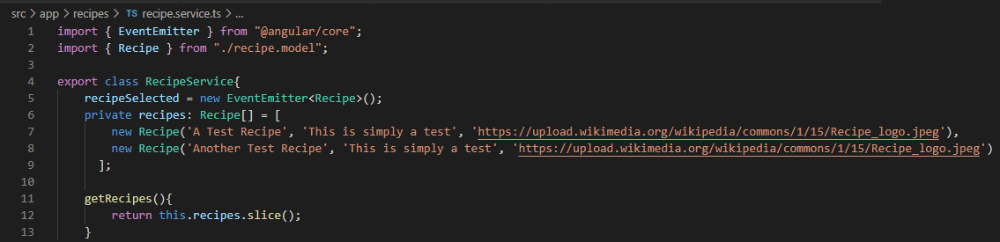 src > app > recipes > TS recipe.service.ts > ...
1 import { EventEmitter } from "@angular/core";
2 import { Recipe } from "./recipe.model";
3
4 export class RecipeService{
5 recipeSelected = new EventEmitter<Recipe>();
6 private recipes: Recipe[] = [
7 new Recipe('A Test Recipe', 'This is simply a test', 'https://upload.wikimedia.org/wikipedia/commons/1/15/Recipe_logo.jpeg'),
8 new Recipe('Another Test Recipe', 'This is simply a test', 'https://upload.wikimedia.org/wikipedia/commons/1/15/Recipe_logo.jpeg')
9 ];
10
11 getRecipes(){
12 return this.recipes.slice();
13 }